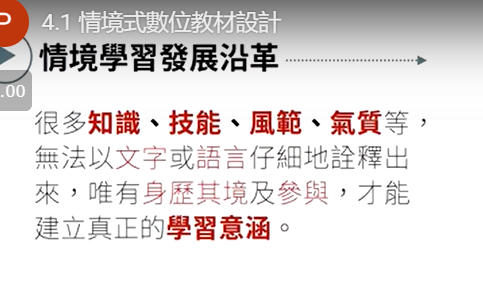 P
4.1 情境式數位教材設計
情境學習發展沿革
.00
很多知識、技能、風範、氣質等，
無法以文字或語言仔細地詮釋出
來，唯有身歷其境及參與，才能
建立真正的學習意涵。